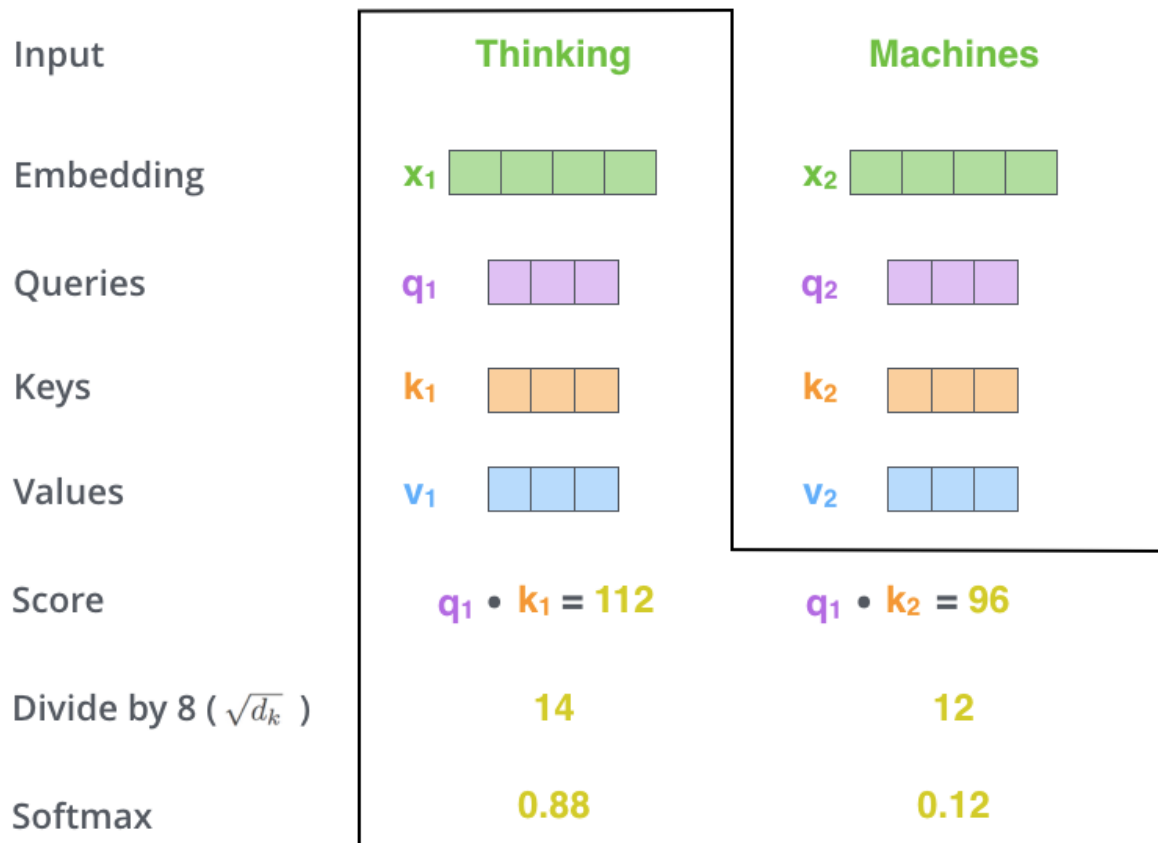 Input Thinking Machines
Embedding x₁ x₂
Queries q₁ q₂
Keys k₁ k₂
Values v₁ v₂
Score q₁ • k₁ = 112 q₁ • k₂ = 96
Divide by 8 ( √dₖ ) 14 12
Softmax 0.88 0.12